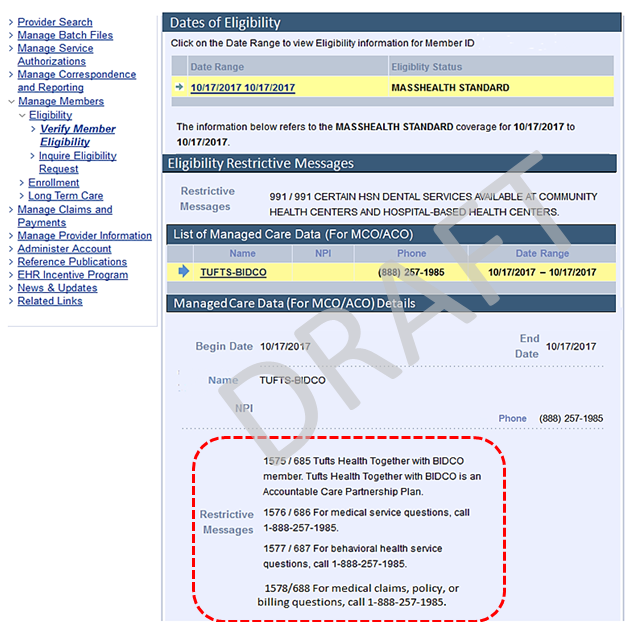 Provider Search
Manage Batch Files
Manage Service
Authorizations
Manage Correspondence
and Reporting
Manage Members
Eligibility
Verify Member
Eligibility
Inquire Eligibility
Request
Enrollment
Long Term Care
Manage Claims and
Payments
Manage Provider Information
Administer Account
Reference Publications
EHR Incentive Program
News & Updates
Related Links
Dates of Eligibility
Click on the Date Range to view Eligibility information for Member ID
Date Range Eligiblity Status
10/17/2017 10/17/2017 MASSHEALTH STANDARD
The information below refers to the MASSHEALTH STANDARD coverage for 10/17/2017 to
10/17/2017.
Eligibility Restrictive Messages
Restrictive
Messages
991 / 991 CERTAIN HSN DENTAL SERVICES AVAILABLE AT COMMUNITY
HEALTH CENTERS AND HOSPITAL-BASED HEALTH CENTERS.
List of Managed Care Data (For MCO/ACO)
Name NPI Phone Date Range
TUFTS-BIDCO (888) 257-1985 10/17/2017 – 10/17/2017
Managed Care Data (For MCO/ACO) Details
Begin Date 10/17/2017 End
Date 10/17/2017
Name TUFTS-BIDCO
NPI
Phone (888) 257-1985
Restrictive
Messages
1575 / 685 Tufts Health Together with BIDCO
member. Tufts Health Together with BIDCO is an
Accountable Care Partnership Plan.
1576 / 686 For medical service questions, call
1-888-257-1985.
1577 / 687 For behavioral health service
questions, call 1-888-257-1985.
1578/688 For medical claims, policy, or
billing questions, call 1-888-257-1985.
DRAFT